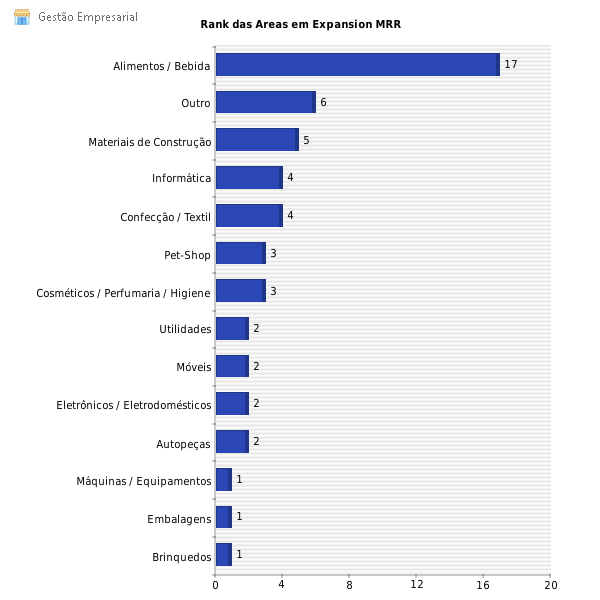 Gestão Empresarial
Rank das Areas em Expansion MRR
Alimentos / Bebida 17
Outro 6
Materiais de Construção 5
Informática 4
Confecção / Textil 4
Pet-Shop 3
Cosméticos / Perfumaria / Higiene 3
Utilidades 2
Móveis 2
Eletrônicos / Eletrodomésticos 2
Autopeças 2
Máquinas / Equipamentos 1
Embalagens 1
Brinquedos 1
0 4 8 12 16 20